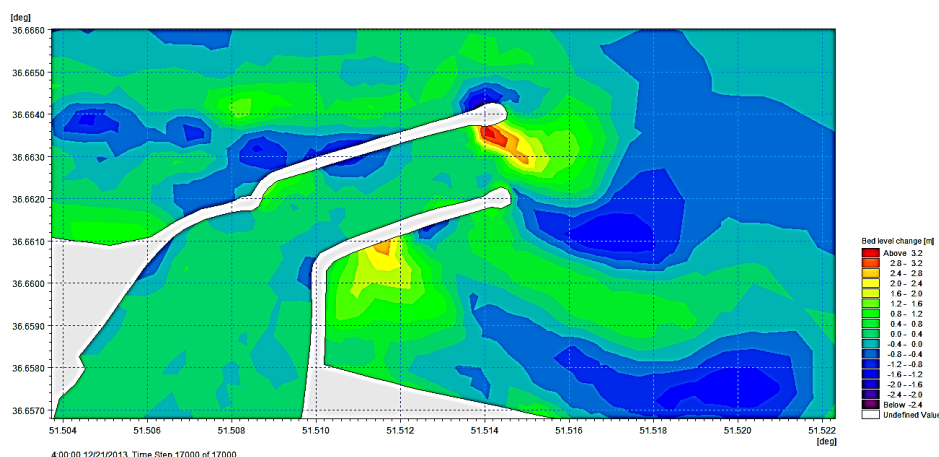 [deg]
36.6660
36.6650
36.6640
36.6630
36.6620
36.6610
36.6600
36.6590
36.6580
36.6570
51.504 51.506 51.508 51.510 51.512 51.514 51.516 51.518 51.520 51.522
[deg]
4:00:00 12/21/2013 Time Step 17000 of 17000
Bed level change [m]
Above 3.2
2.8 - 3.2
2.4 - 2.8
2.0 - 2.4
1.6 - 2.0
1.2 - 1.6
0.8 - 1.2
0.4 - 0.8
0.0 - 0.4
-0.4 - 0.0
-0.8 - -0.4
-1.2 - -0.8
-1.6 - -1.2
-2.0 - -1.6
-2.4 - -2.0
Below -2.4
Undefined Value